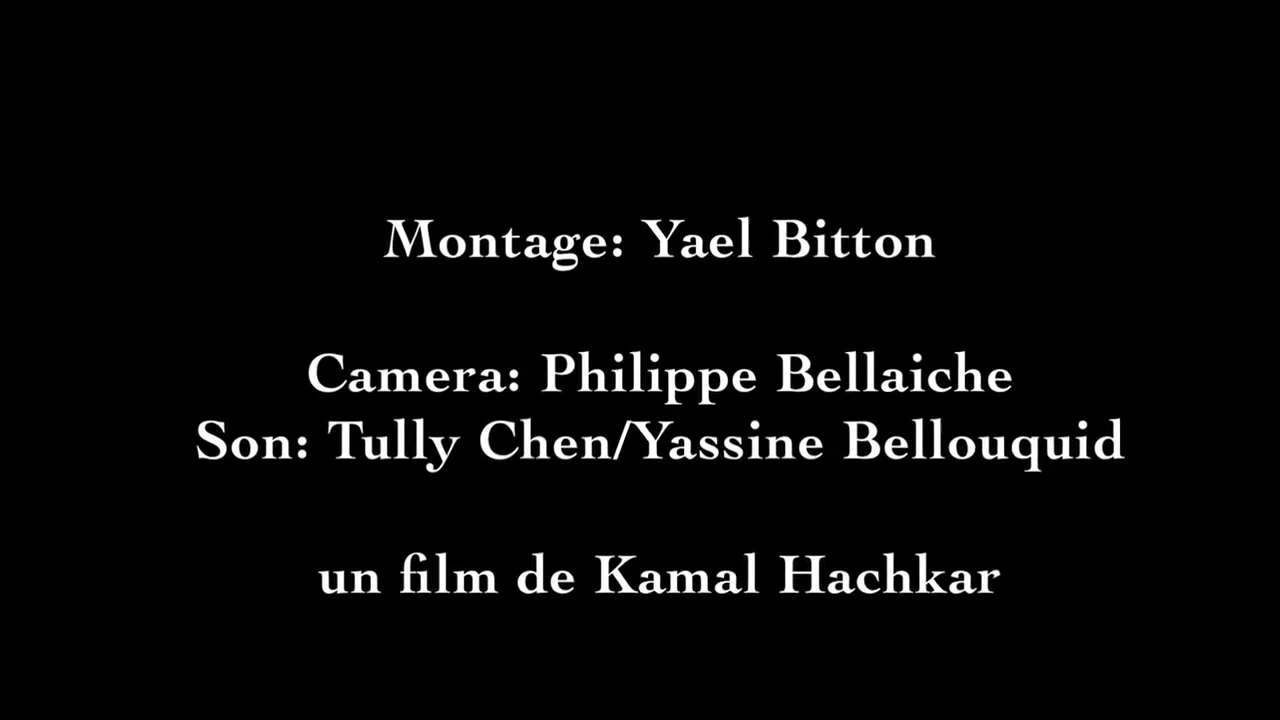 Montage: Yael Bitton
Camera: Philippe Bellaiche
Son: Tully Chen/Yassine Bellouquid
un film de Kamal Hachkar